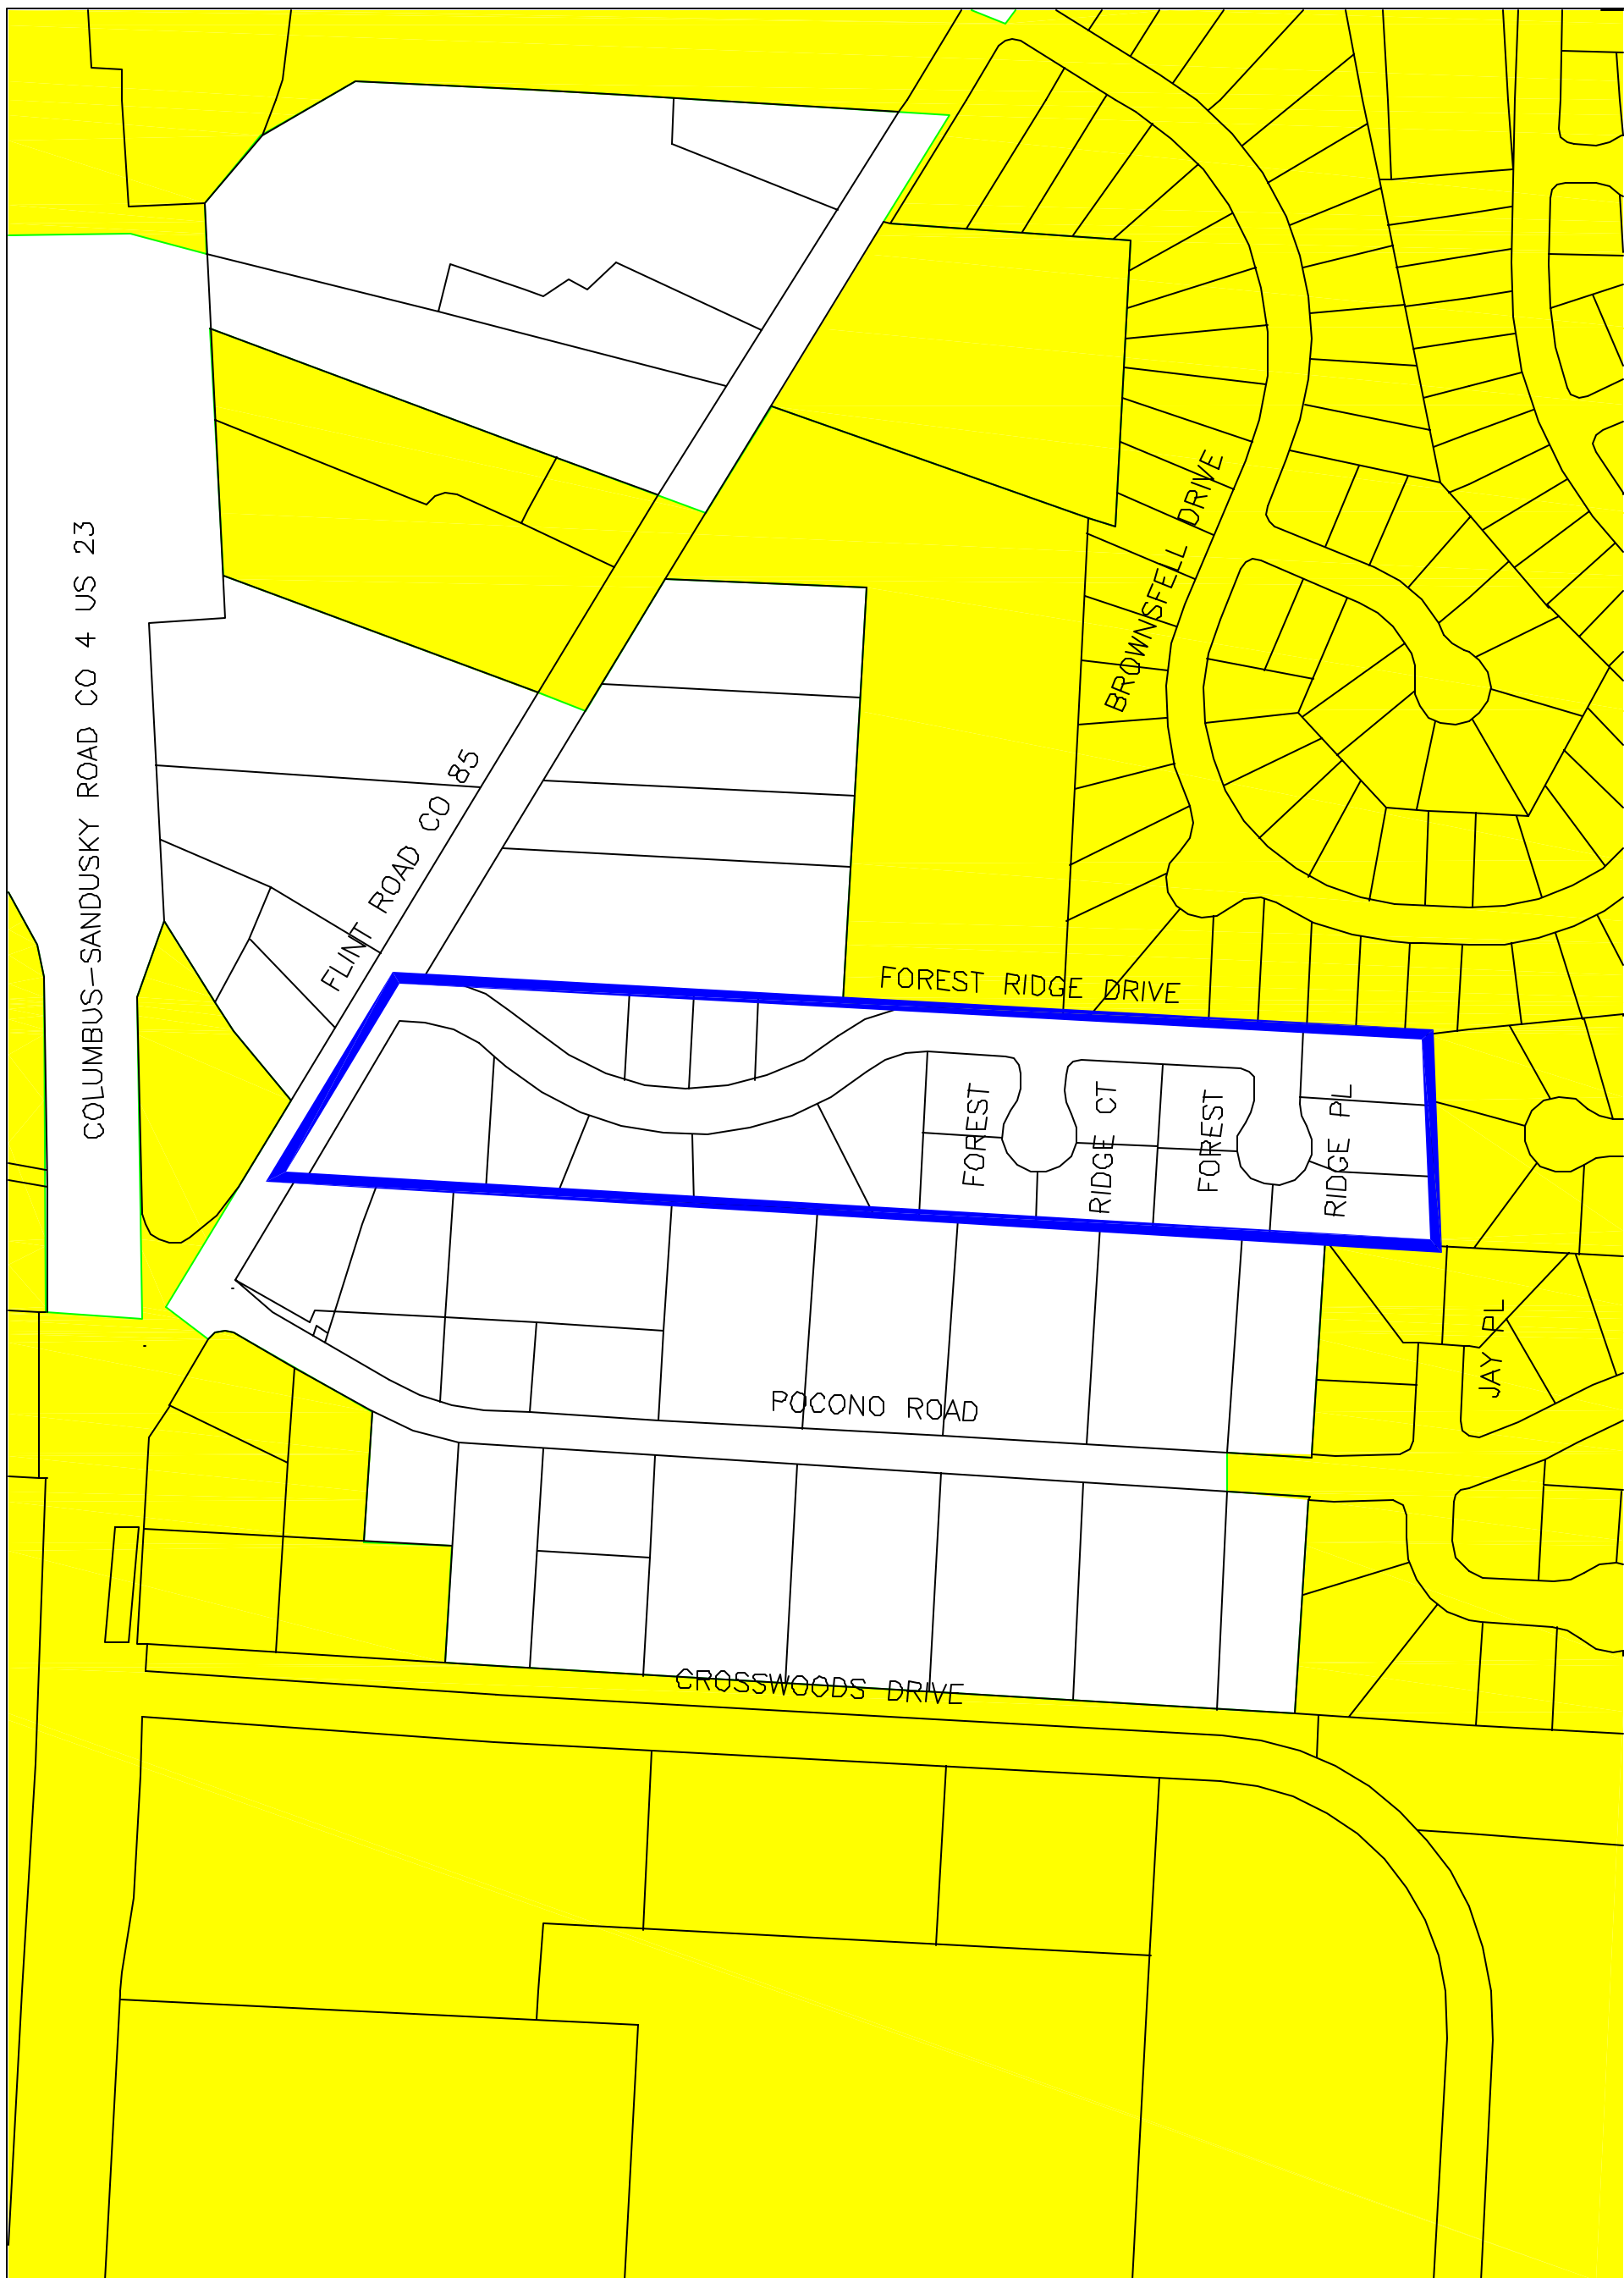 BROWNSFELL DRIVE
COLUMBUS-SANDUSKY ROAD CO 4 US 23
FLINT ROAD CO 85
FOREST RIDGE DRIVE
FOREST
RIDGE CT
FOREST
RIDGE PL
JAY PL
POCONO ROAD
CROSSWOODS DRIVE